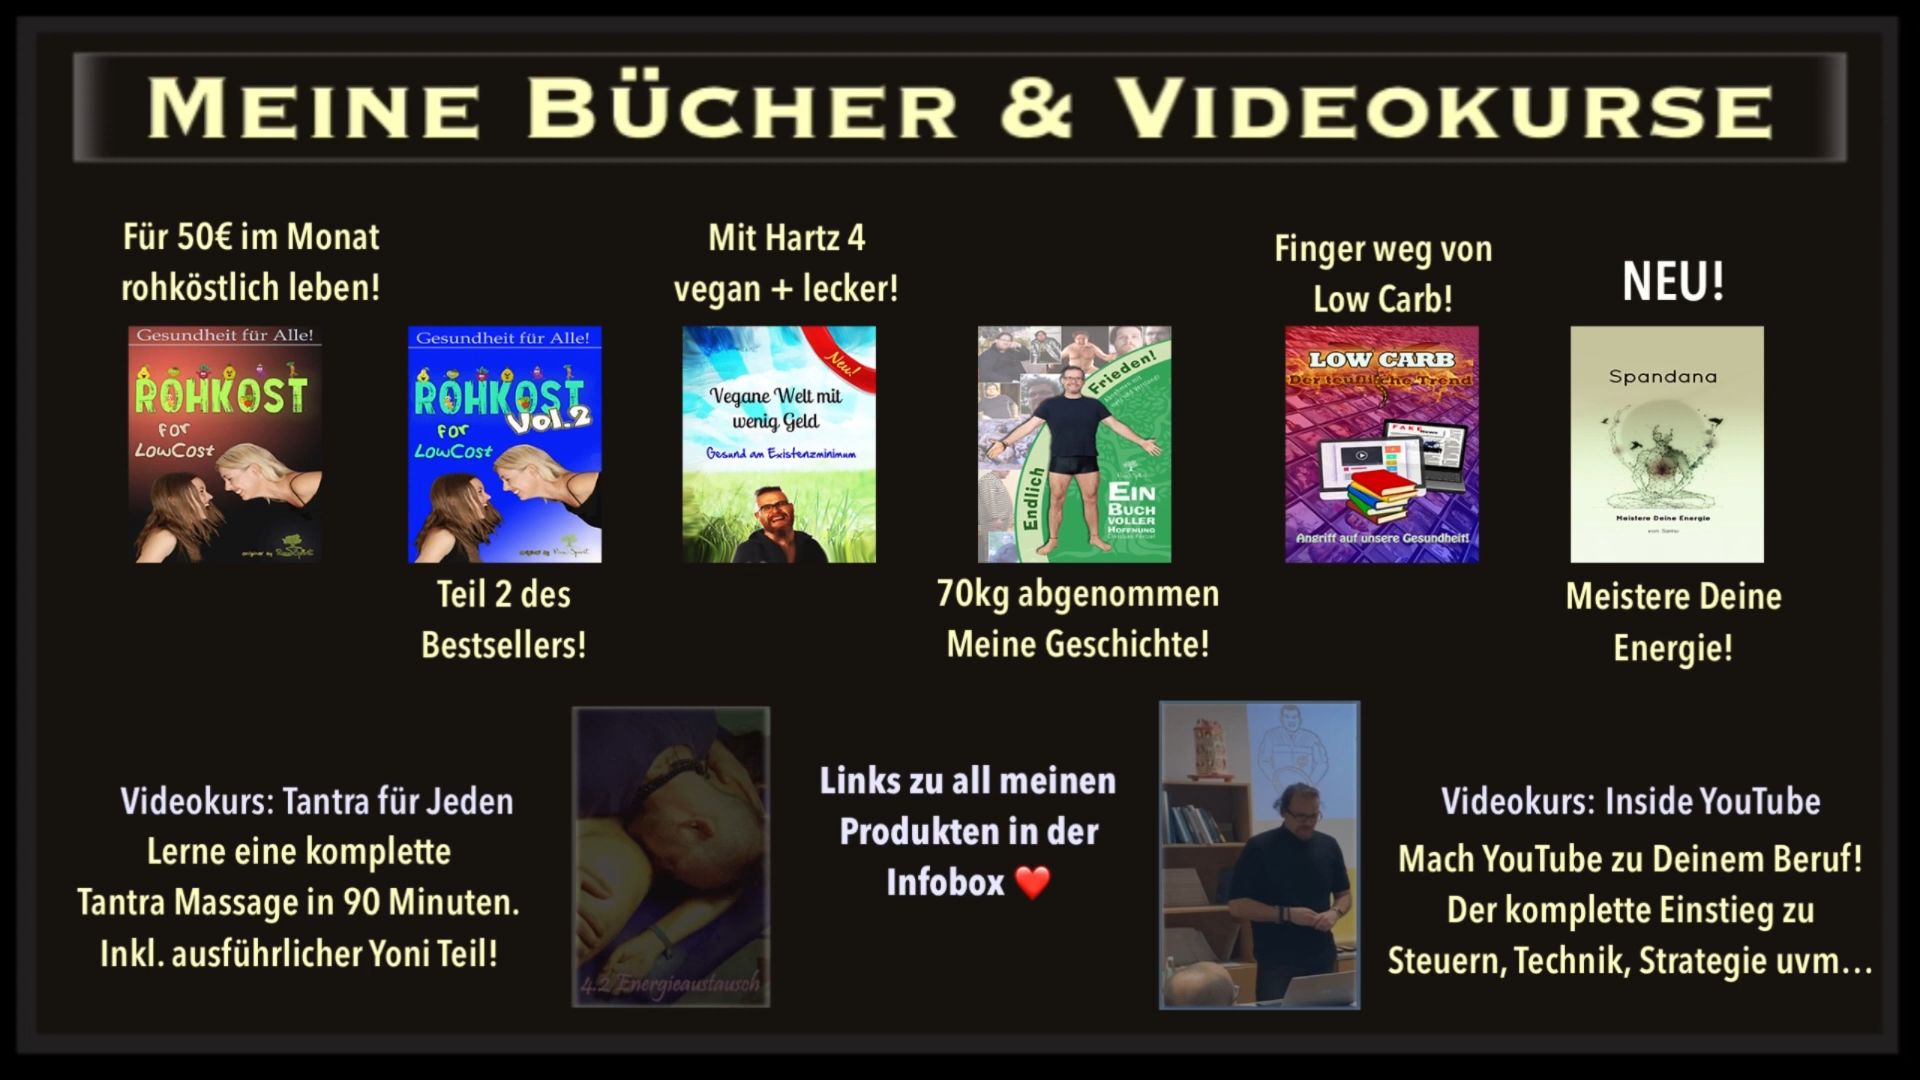 MEINE BÜCHER & VIDEOKURSE
Für 50€ im Monat
rohköstlich leben!
Gesundheit für Alle!
ROHKOST
FOR
LowCost
Gesundheit für Alle!
ROHKOST
Vol.2
FOR
LowCost
Teil 2 des
Bestsellers!
Mit Hartz 4
vegan + lecker!
Neu!
Vegane Welt mit
wenig Geld
Gesund am Existenzminimum
Frieden!
Endlich
EIN
BUCH
VOLLER
HOFFNUNG
70kg abgenommen
Meine Geschichte!
Finger weg von
Low Carb!
LOW CARB
Der teuflische Trend
FAKE News
Angriff auf unsere Gesundheit!
NEU!
Spandana
Meistere Deine Energie
Meistere Deine
Energie!
Videokurs: Tantra für Jeden
Lerne eine komplette
Tantra Massage in 90 Minuten.
Inkl. ausführlicher Yoni Teil!
4.2 Energieaustausch
Links zu all meinen
Produkten in der
Infobox ❤️
Videokurs: Inside YouTube
Mach YouTube zu Deinem Beruf!
Der komplette Einstieg zu
Steuern, Technik, Strategie uvm...